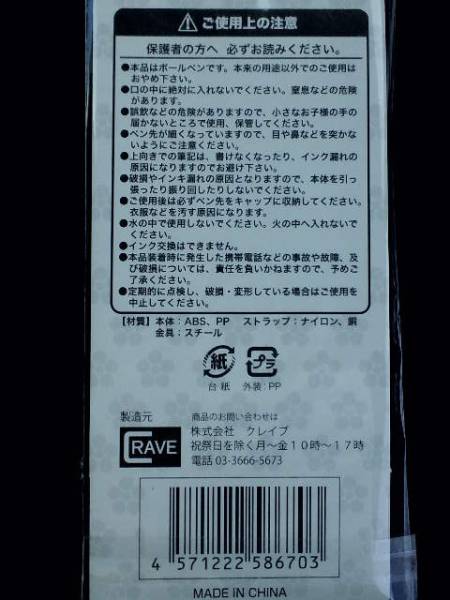 ご使用上の注意
保護者の方へ 必ずお読みください。
●本品はボールペンです。本来の用途以外でのご使用は
おやめ下さい。
●口の中に絶対に入れないでください。窒息などの危険
があります。
●誤飲などの危険がありますので、小さなお子様の手の
届かないところで使用、保管してください。
●ペン先が細くなっていますので、目や鼻などを突かな
いようにご注意ください。
●上向きでの筆記は、書けなくなったり、インク漏れの
原因になりますのでお避け下さい。
●破損やインキ漏れの原因となりますので、本体を引っ
張ったり振り回したりしないでください。
●ご使用後は必ずペン先をキャップに収納してください。
衣服などを汚す原因になります。
●水の中で使用しないでください。火の中へ入れないで
ください。
●インク交換はできません。
●本品装着時に発生した携帯電話などの事故や故障、及
び破損については、責任を負いかねますので、予めご
了承ください。
●定期的に点検し、破損・変形している場合はご使用を
中止してください。
【材質】本体：ABS、PP ストラップ：ナイロン、銅
金具：スチール
紙 プラ
台紙 外装：PP
製造元 商品のお問い合わせは
CRAVE 株式会社 クレイブ
祝祭日を除く月〜金10時〜17時
電話 03-3666-5673
4 571222 586703
MADE IN CHINA